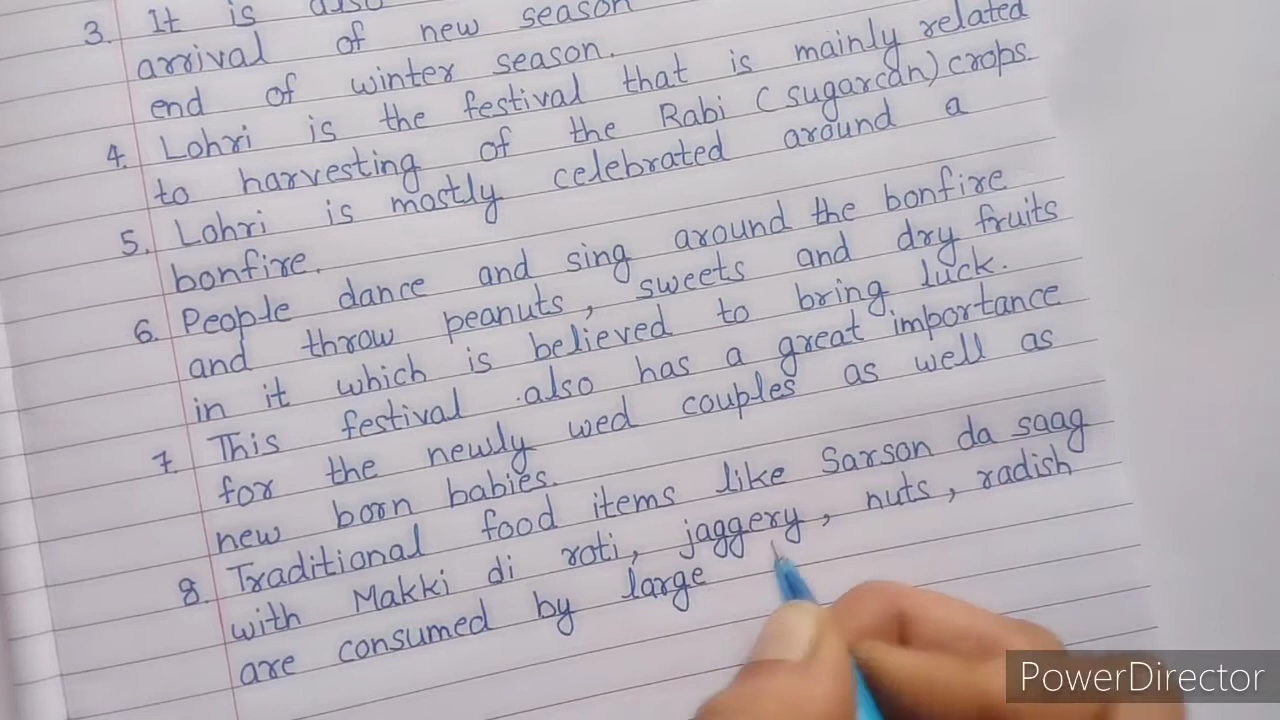 3. It is also
arrival of new season
end of winter season.
4. Lohri is the festival that is mainly related
to harvesting of the Rabi (sugarcan) crops.
5. Lohri is mostly celebrated around a
bonfire.
6. People dance and sing around the bonfire
and throw peanuts, sweets and dry fruits
in it which is believed to bring luck.
7. This festival also has a great importance
for the newly wed couples as well as
new born babies.
8. Traditional food items like Sarson da saag
with Makki di roti, jaggery, nuts, radish
are consumed by large
PowerDirector